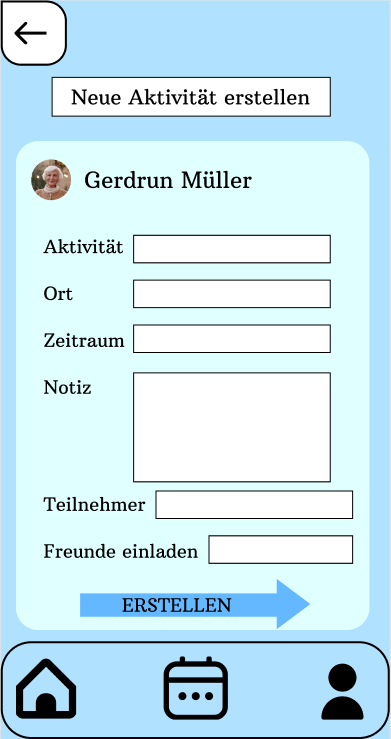 Neue Aktivität erstellen
Gerdrun Müller
Aktivität
Ort
Zeitraum
Notiz
Teilnehmer
Freunde einladen
ERSTELLEN